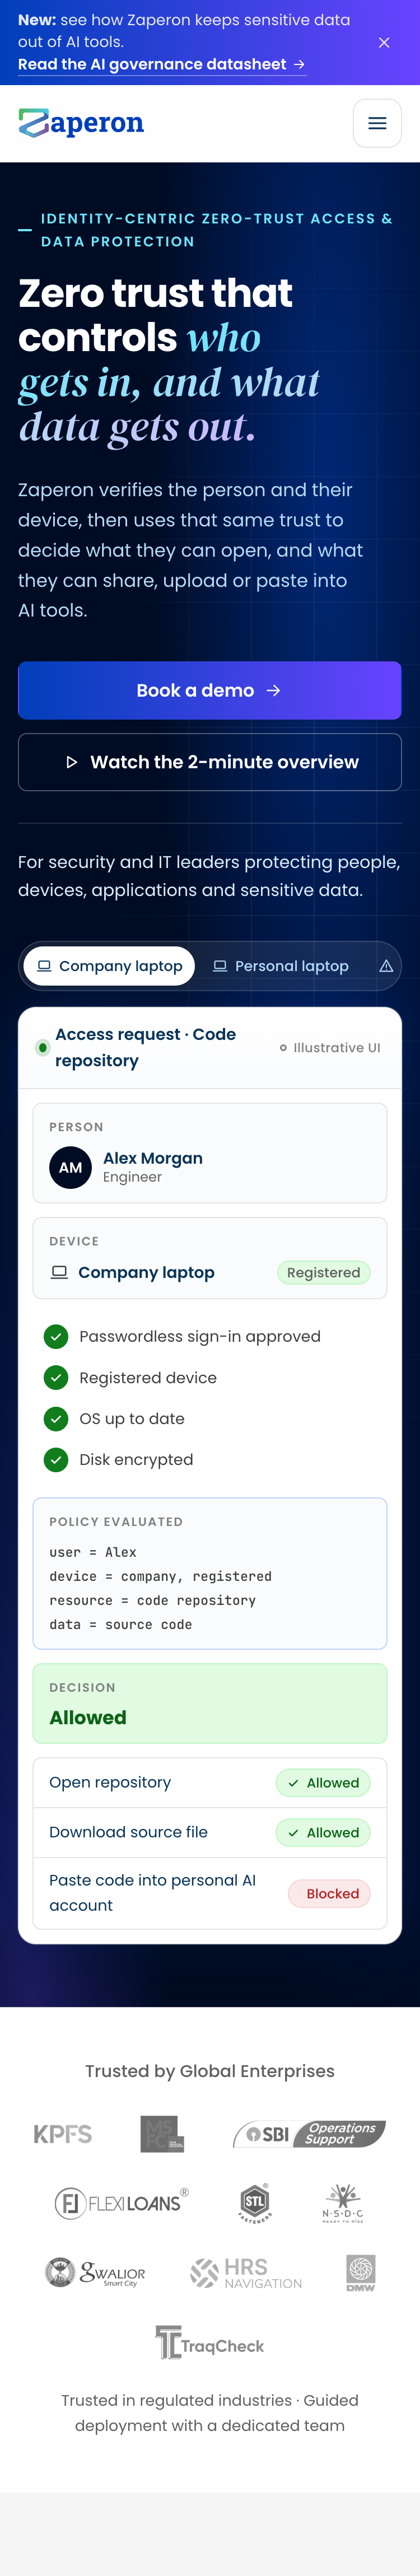 New: see how Zaperon keeps sensitive data
out of AI tools.
Read the AI governance datasheet →
Zaperon
IDENTITY-CENTRIC ZERO-TRUST ACCESS &
DATA PROTECTION
Zero trust that
controls who
gets in, and what
data gets out.
Zaperon verifies the person and their
device, then uses that same trust to
decide what they can open, and what
they can share, upload or paste into
AI tools.
Book a demo →
Watch the 2-minute overview
For security and IT leaders protecting people,
devices, applications and sensitive data.
Company laptop
Personal laptop
Access request · Code
repository
Illustrative UI
PERSON
AM
Alex Morgan
Engineer
DEVICE
Company laptop
Registered
Passwordless sign-in approved
Registered device
OS up to date
Disk encrypted
POLICY EVALUATED
user = Alex
device = company, registered
resource = code repository
data = source code
DECISION
Allowed
Open repository
Allowed
Download source file
Allowed
Paste code into personal AI
account
Blocked
Trusted by Global Enterprises
KPFS
SBI Operations
Support
FLEXILOANS®
STL
FASTENERS
N·S·D·C
gWALIOR
Smart City
HRS
NAVIGATION
DMW
TraqCheck
Trusted in regulated industries · Guided
deployment with a dedicated team